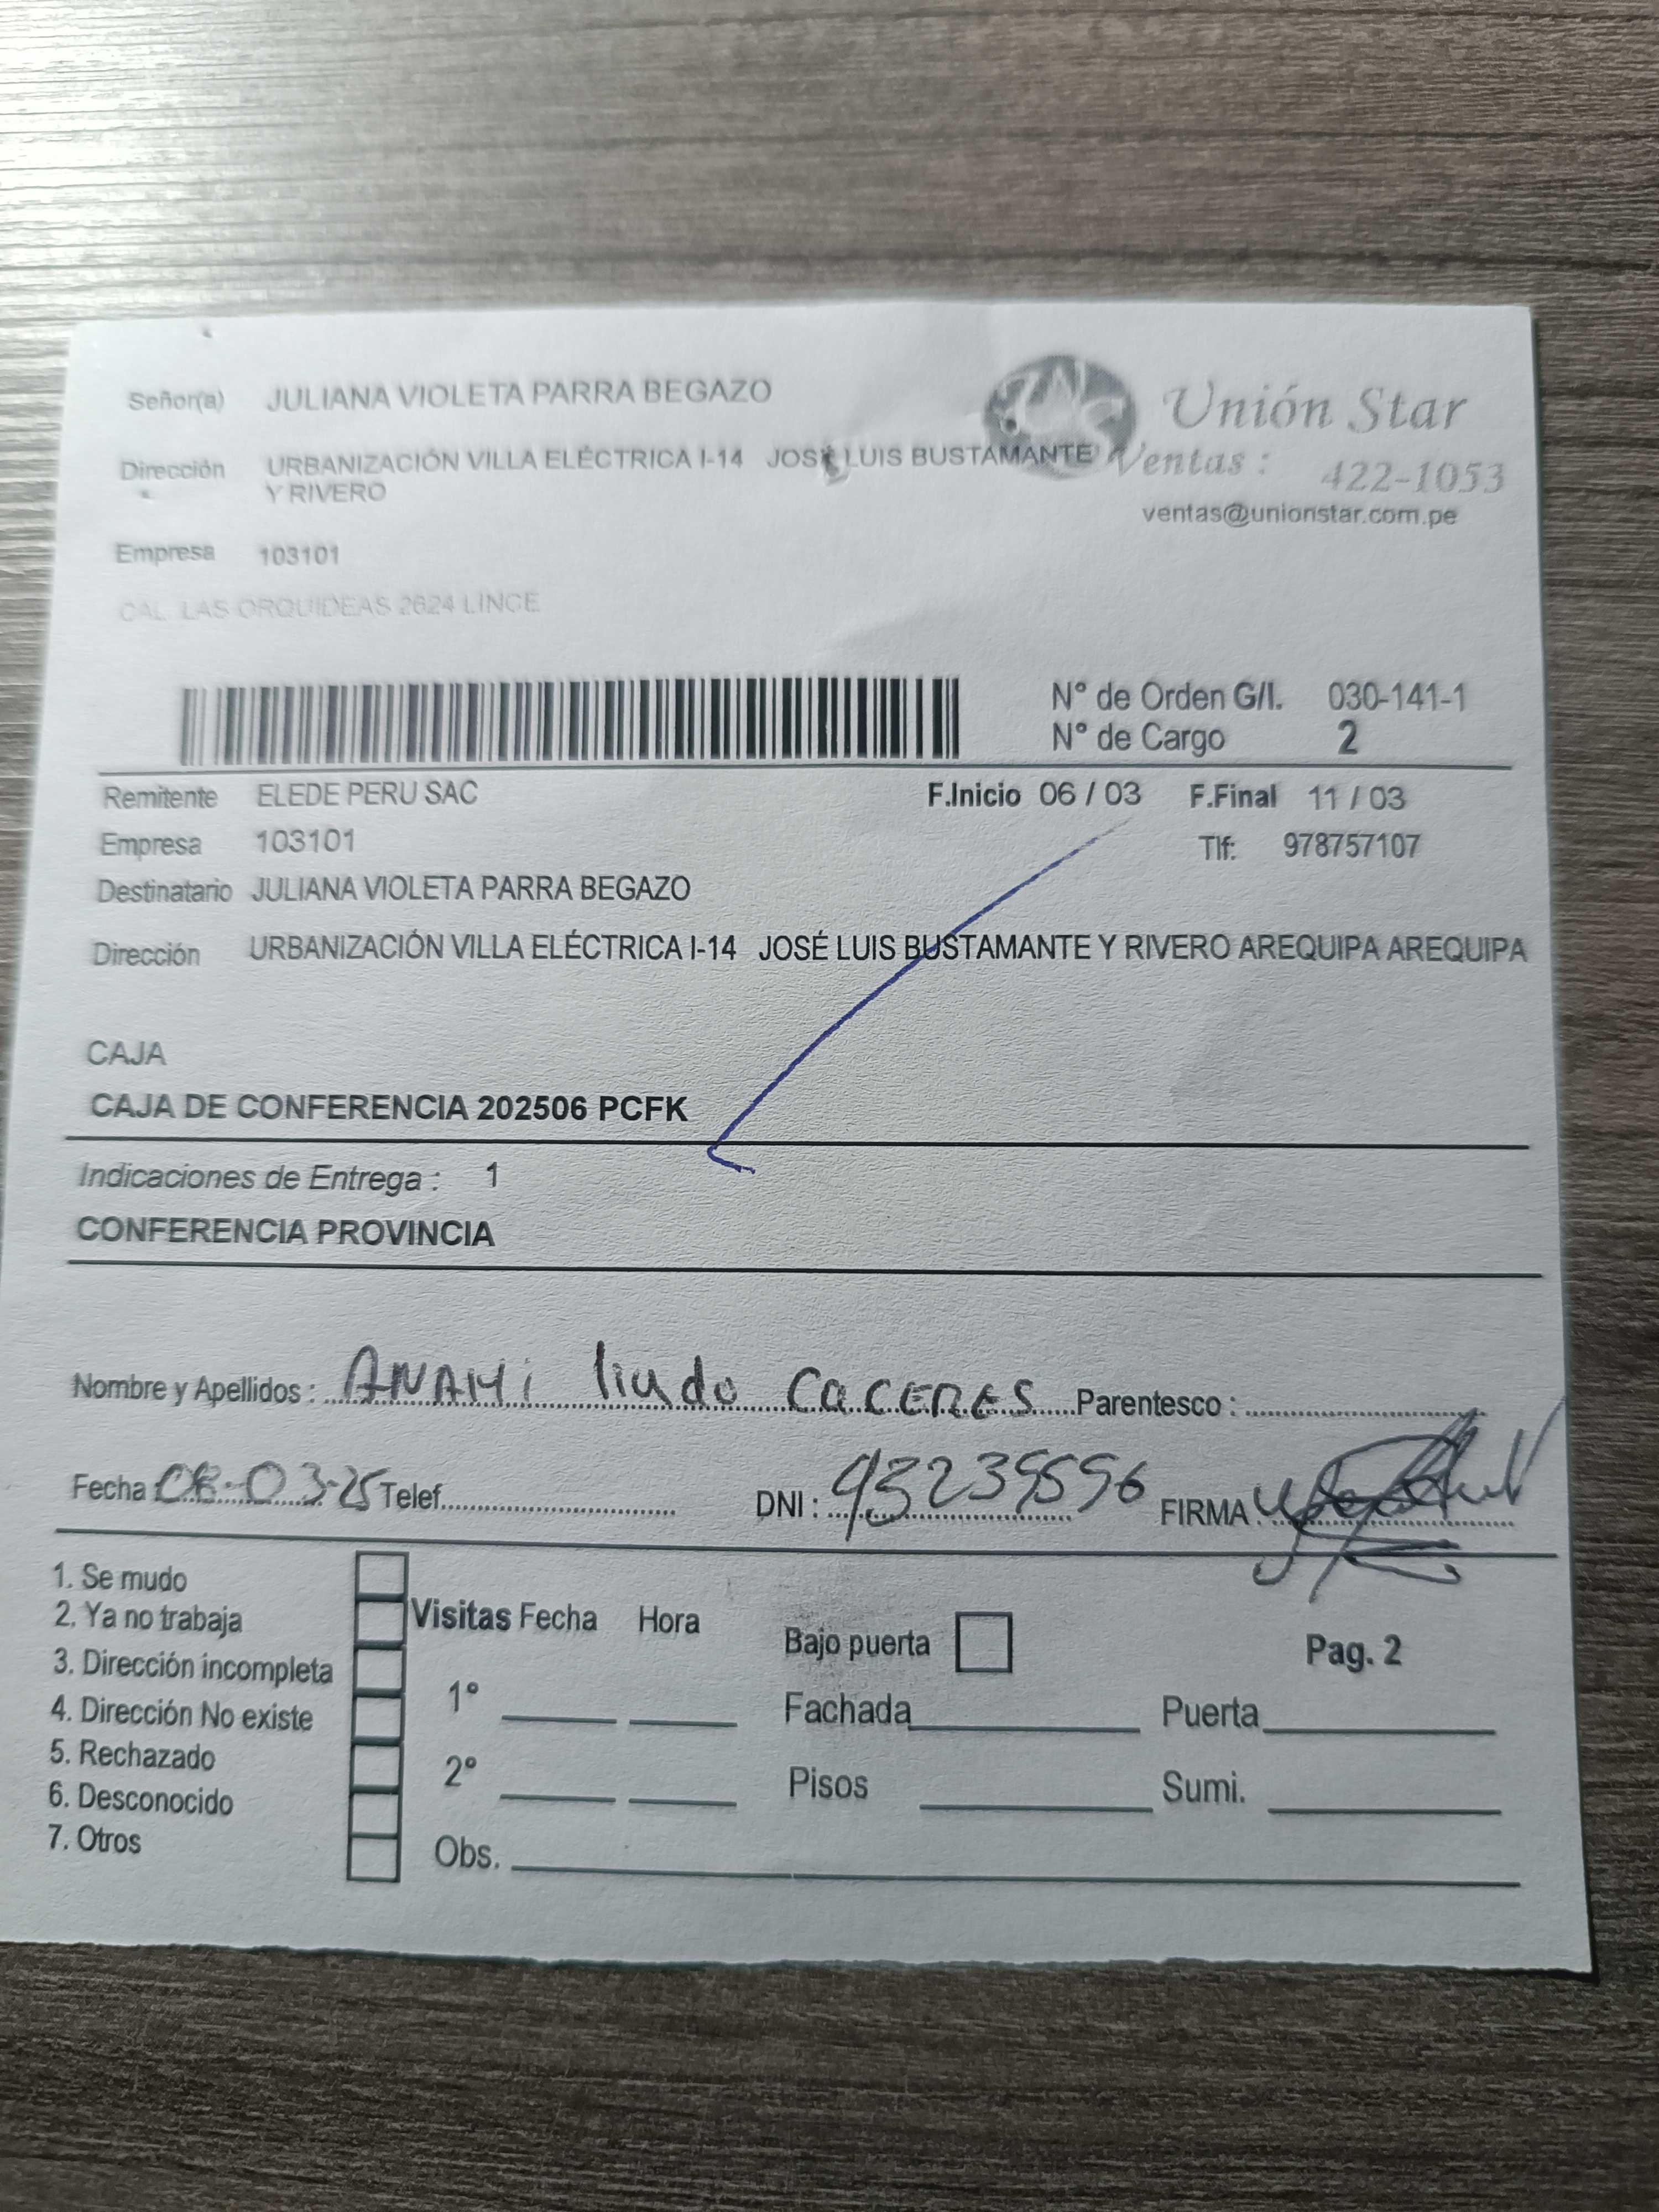 Señor(a) JULIANA VIOLETA PARRA BEGAZO
Unión Star
Dirección URBANIZACIÓN VILLA ELÉCTRICA I-14 JOSÉ LUIS BUSTAMANTE
Y RIVERO
Ventas : 422-1053
ventas@unionstar.com.pe
Empresa 103101
CAL. LAS ORQUIDEAS 2624 LINCE
N° de Orden G/I. 030-141-1
N° de Cargo 2
Remitente ELEDE PERU SAC F.Inicio 06 / 03 F.Final 11 / 03
Empresa 103101 Tlf: 978757107
Destinatario JULIANA VIOLETA PARRA BEGAZO
Dirección URBANIZACIÓN VILLA ELÉCTRICA I-14 JOSÉ LUIS BUSTAMANTE Y RIVERO AREQUIPA AREQUIPA
CAJA
CAJA DE CONFERENCIA 202506 PCFK
Indicaciones de Entrega : 1
CONFERENCIA PROVINCIA
Nombre y Apellidos : ANAHi liudo CaCERES Parentesco :
Fecha 08-03-25 Telef. DNI : 43239596 FIRMA :
1. Se mudo
2. Ya no trabaja
3. Dirección incompleta
4. Dirección No existe
5. Rechazado
6. Desconocido
7. Otros
Visitas Fecha Hora
1°
2°
Obs.
Bajo puerta
Fachada
Pisos
Pag. 2
Puerta
Sumi.